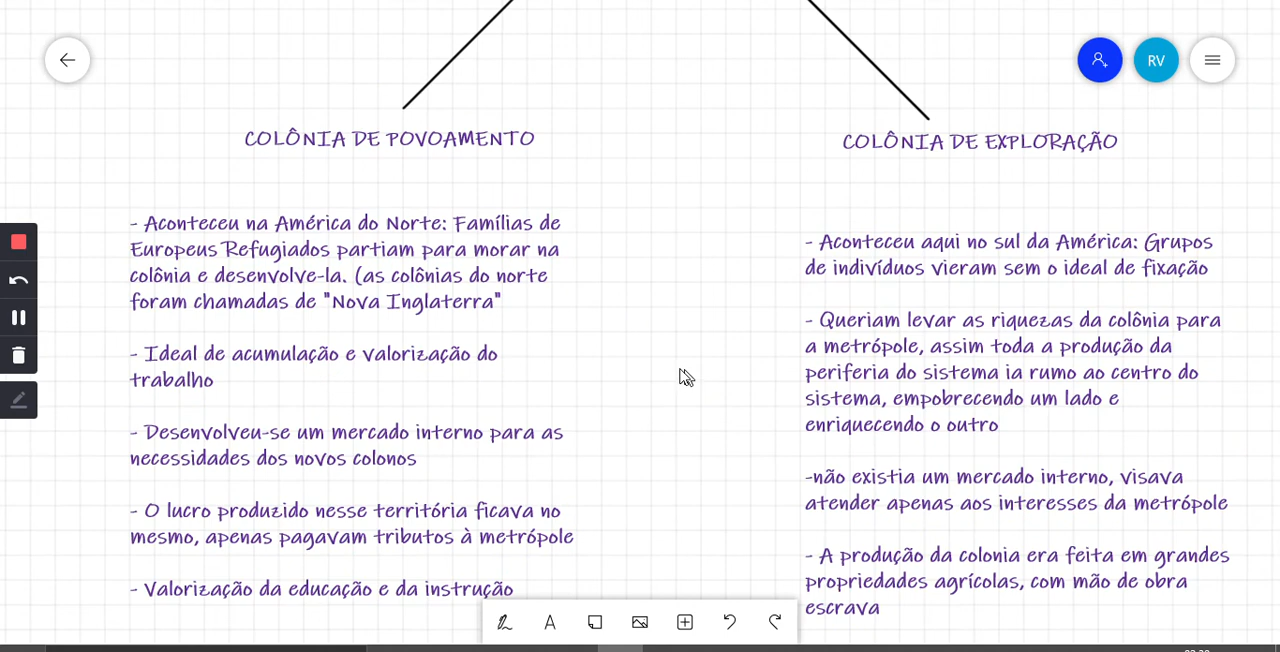 RV
COLÔNIA DE POVOAMENTO
- Aconteceu na América do Norte: Famílias de
Europeus Refugiados partiam para morar na
colônia e desenvolve-la. (as colônias do norte
foram chamadas de "Nova Inglaterra"
- Ideal de acumulação e valorização do
trabalho
- Desenvolveu-se um mercado interno para as
necessidades dos novos colonos
- O lucro produzido nesse território ficava no
mesmo, apenas pagavam tributos à metrópole
- Valorização da educação e da instrução
COLÔNIA DE EXPLORAÇÃO
- Aconteceu aqui no sul da América: Grupos
de indivíduos vieram sem o ideal de fixação
- Queriam levar as riquezas da colônia para
a metrópole, assim toda a produção da
periferia do sistema ia rumo ao centro do
sistema, empobrecendo um lado e
enriquecendo o outro
-não existia um mercado interno, visava
atender apenas aos interesses da metrópole
- A produção da colonia era feita em grandes
propriedades agrícolas, com mão de obra
escrava
A